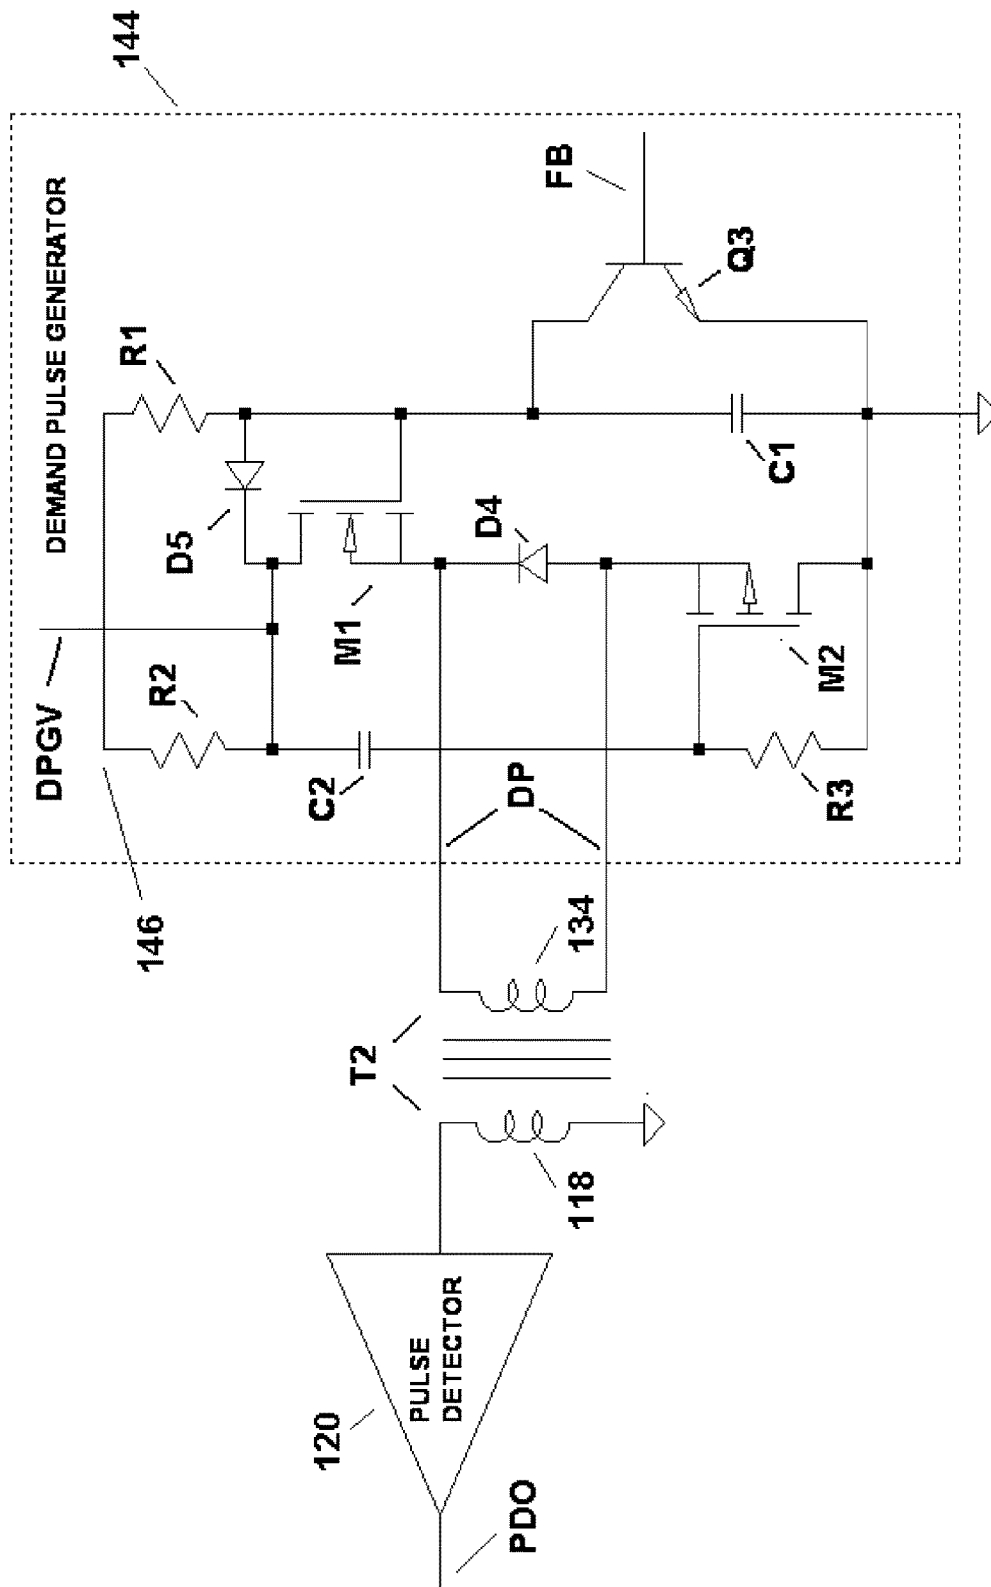 144
DEMAND PULSE GENERATOR
FB
Q3
R1
D5
M1
D4
C1
DPGV
R2
C2
M2
R3
DP
146
134
T2
118
PULSE
DETECTOR
120
PDO